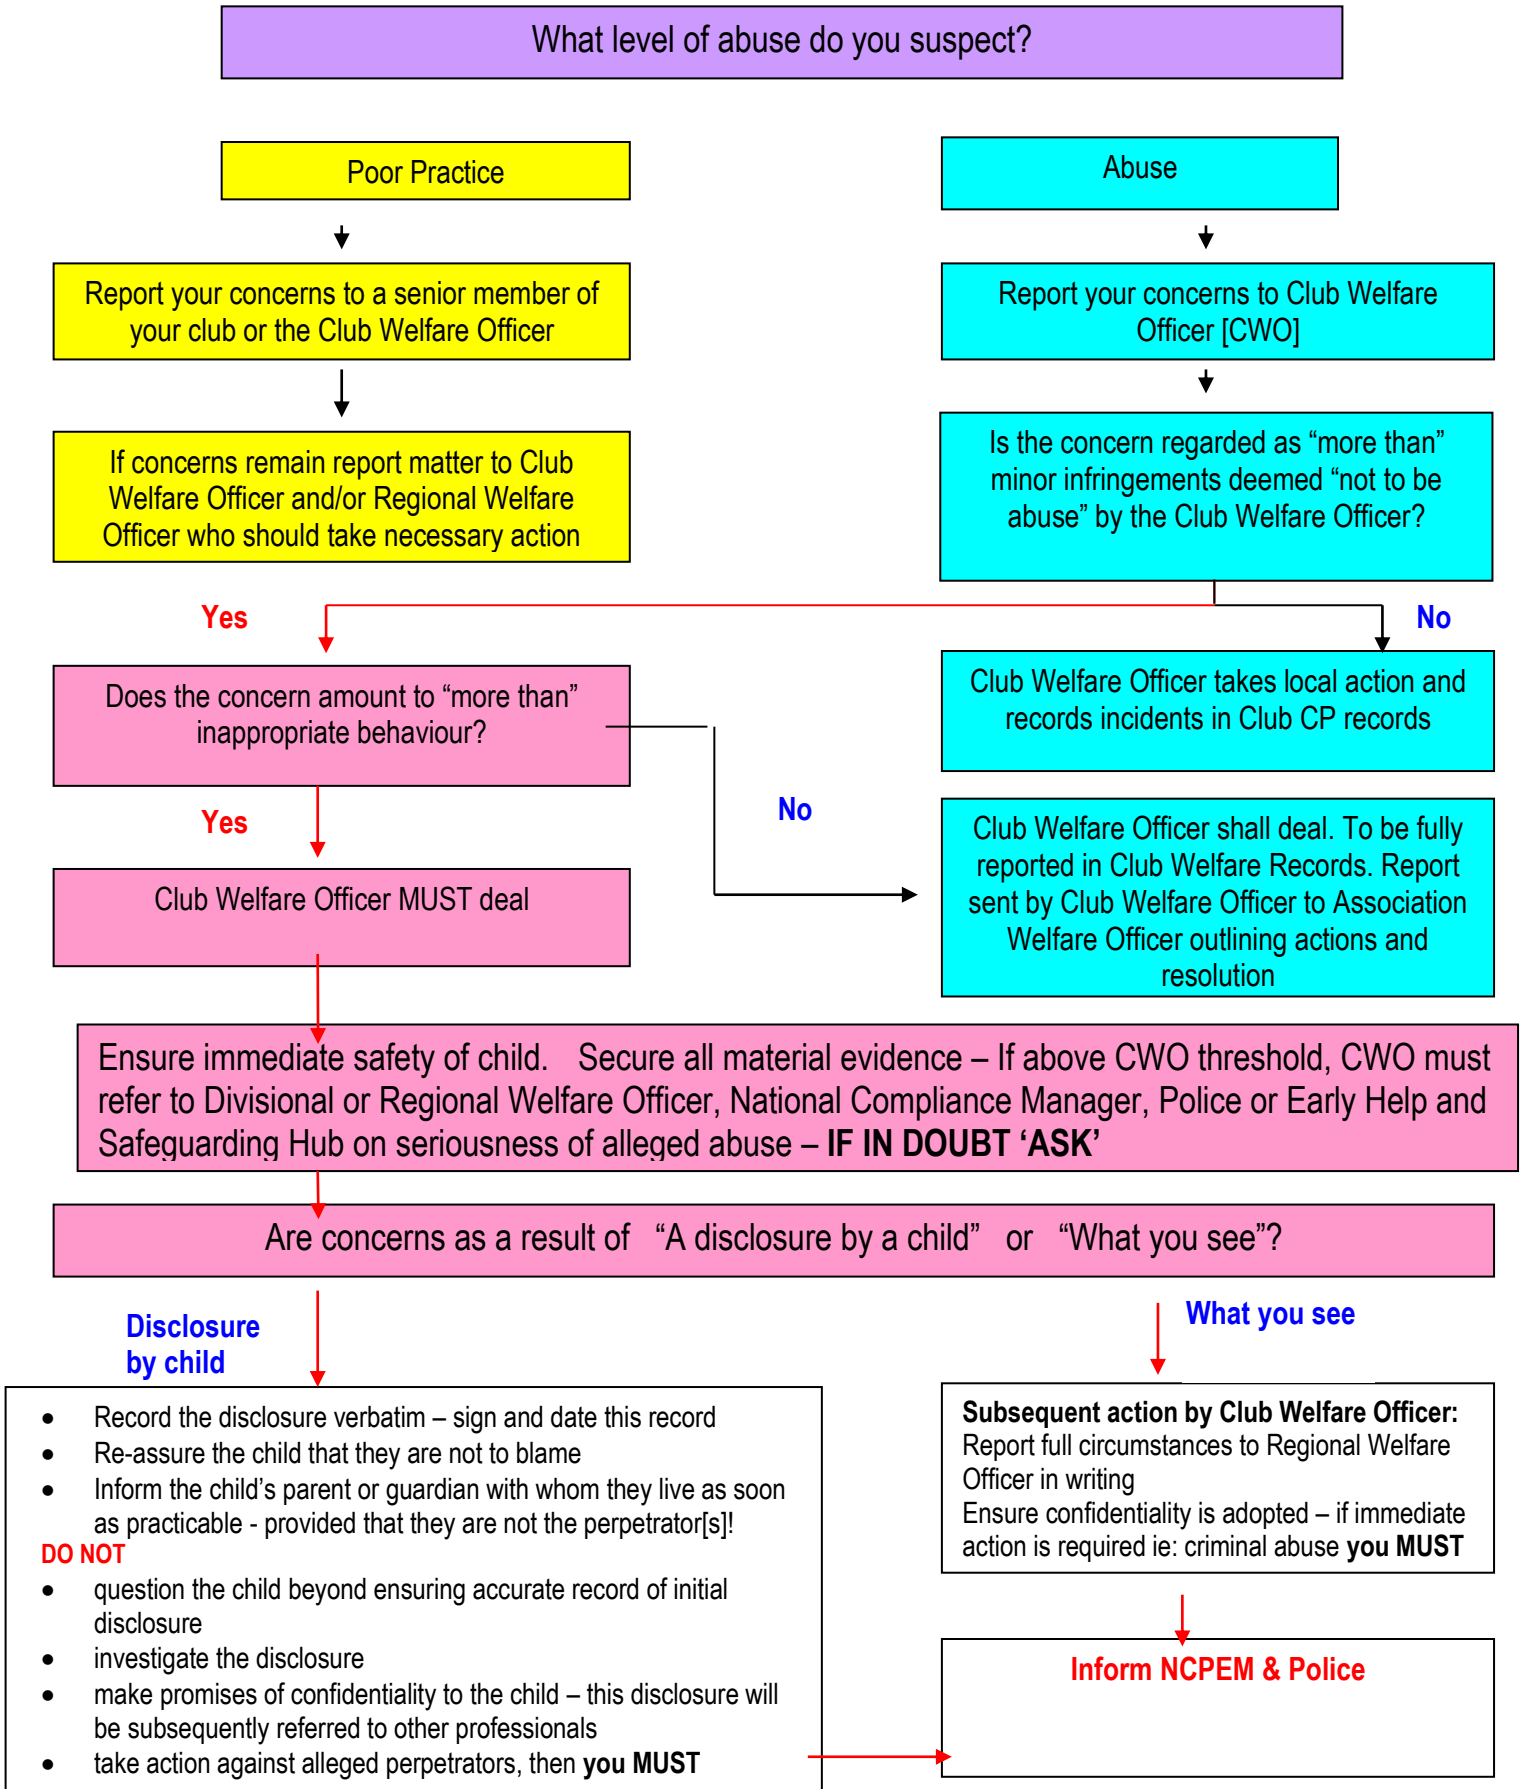 What level of abuse do you suspect?
Poor Practice
Abuse
Report your concerns to a senior member of
your club or the Club Welfare Officer
Report your concerns to Club Welfare
Officer [CWO]
If concerns remain report matter to Club
Welfare Officer and/or Regional Welfare
Officer who should take necessary action
Is the concern regarded as “more than”
minor infringements deemed “not to be
abuse” by the Club Welfare Officer?
Yes
No
Does the concern amount to “more than”
inappropriate behaviour?
Club Welfare Officer takes local action and
records incidents in Club CP records
Yes
No
Club Welfare Officer MUST deal
Club Welfare Officer shall deal. To be fully
reported in Club Welfare Records. Report
sent by Club Welfare Officer to Association
Welfare Officer outlining actions and
resolution
Ensure immediate safety of child.   Secure all material evidence – If above CWO threshold, CWO must
refer to Divisional or Regional Welfare Officer, National Compliance Manager, Police or Early Help and
Safeguarding Hub on seriousness of alleged abuse – IF IN DOUBT ‘ASK’
Are concerns as a result of   “A disclosure by a child”   or   “What you see”?
Disclosure
by child
What you see
• Record the disclosure verbatim – sign and date this record
• Re-assure the child that they are not to blame
• Inform the child’s parent or guardian with whom they live as soon
as practicable - provided that they are not the perpetrator[s]!
DO NOT
• question the child beyond ensuring accurate record of initial
disclosure
• investigate the disclosure
• make promises of confidentiality to the child – this disclosure will
be subsequently referred to other professionals
• take action against alleged perpetrators, then you MUST
Subsequent action by Club Welfare Officer:
Report full circumstances to Regional Welfare
Officer in writing
Ensure confidentiality is adopted – if immediate
action is required ie: criminal abuse you MUST
Inform NCPEM & Police